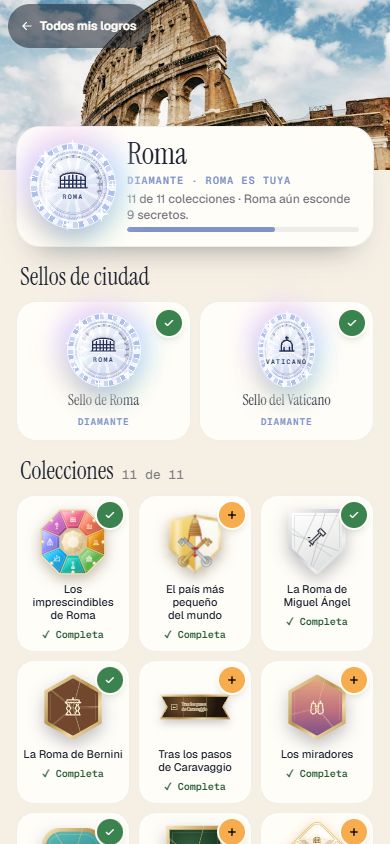 ← Todos mis logros
Roma
DIAMANTE · ROMA ES TUYA
11 de 11 colecciones · Roma aún esconde
9 secretos.
ROMA
Sellos de ciudad
ROMA
VATICANO
Sello de Roma
Sello del Vaticano
DIAMANTE
DIAMANTE
Colecciones 11 de 11
Los
imprescindibles
de Roma
✓ Completa
El país más
pequeño
del mundo
✓ Completa
La Roma de
Miguel Ángel
✓ Completa
La Roma de Bernini
✓ Completa
Tras los pasos
de Caravaggio
Tras los pasos
de Caravaggio
✓ Completa
Los miradores
✓ Completa